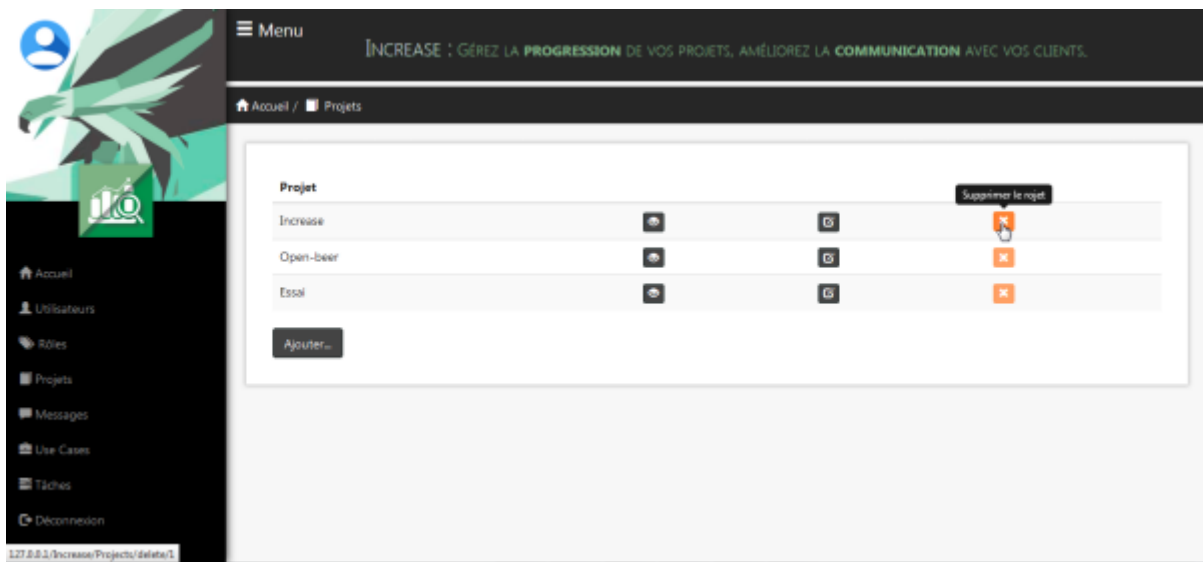 Menu
INCREASE : GÉREZ LA PROGRESSION DE VOS PROJETS, AMÉLIOREZ LA COMMUNICATION AVEC VOS CLIENTS.
Accueil / Projets
Projet
Supprimer le rojet
Increase
Open-beer
Essai
Ajouter...
Accueil
Utilisateurs
Rôles
Projets
Messages
Use Cases
Tâches
Déconnexion
127.0.0.1/Increase/Projects/delete/1